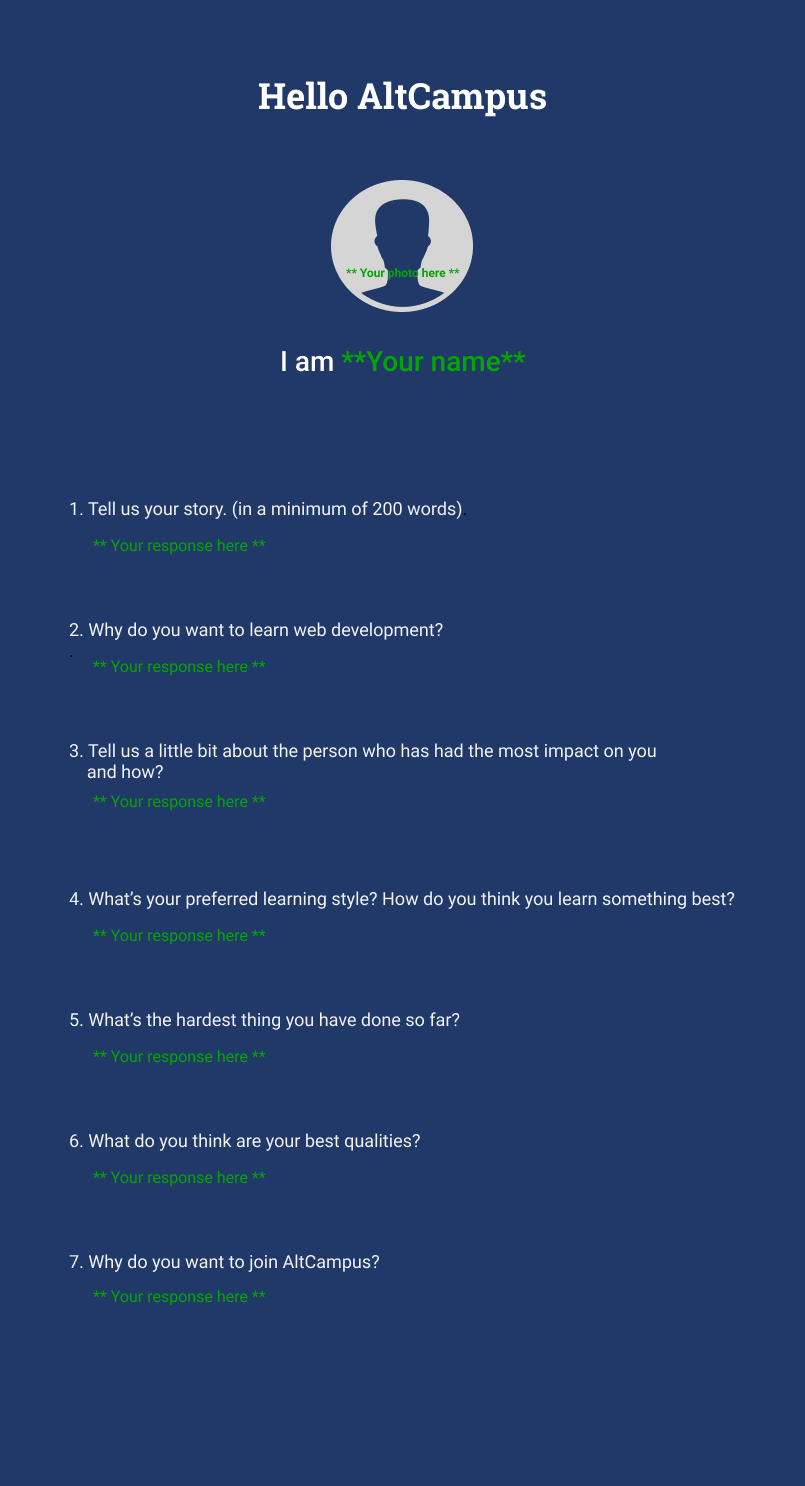 Hello AltCampus
** Your photo here **
I am **Your name**
1. Tell us your story. (in a minimum of 200 words).
** Your response here **
2. Why do you want to learn web development?
.
** Your response here **
3. Tell us a little bit about the person who has had the most impact on you
and how?
** Your response here **
4. What’s your preferred learning style? How do you think you learn something best?
** Your response here **
5. What’s the hardest thing you have done so far?
** Your response here **
6. What do you think are your best qualities?
** Your response here **
7. Why do you want to join AltCampus?
** Your response here **